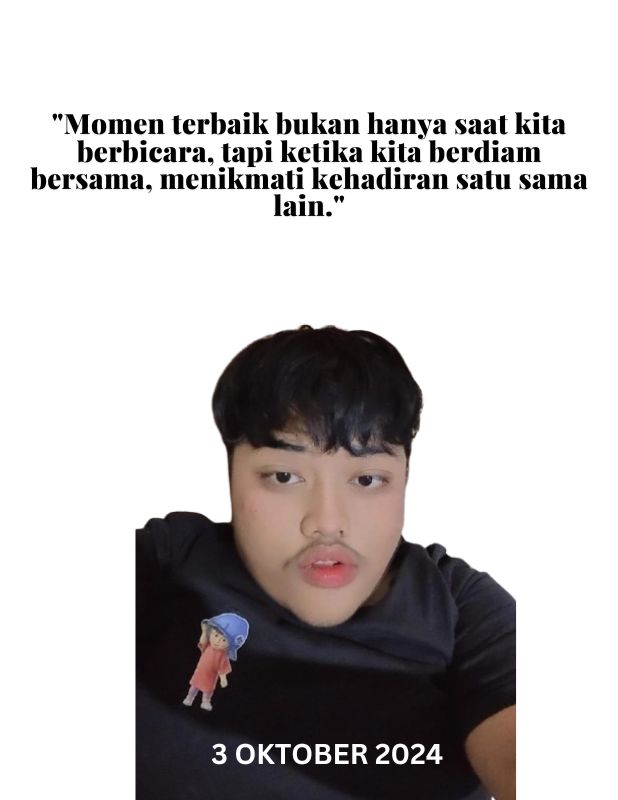 "Momen terbaik bukan hanya saat kita
berbicara, tapi ketika kita berdiam
bersama, menikmati kehadiran satu sama
lain."
3 OKTOBER 2024